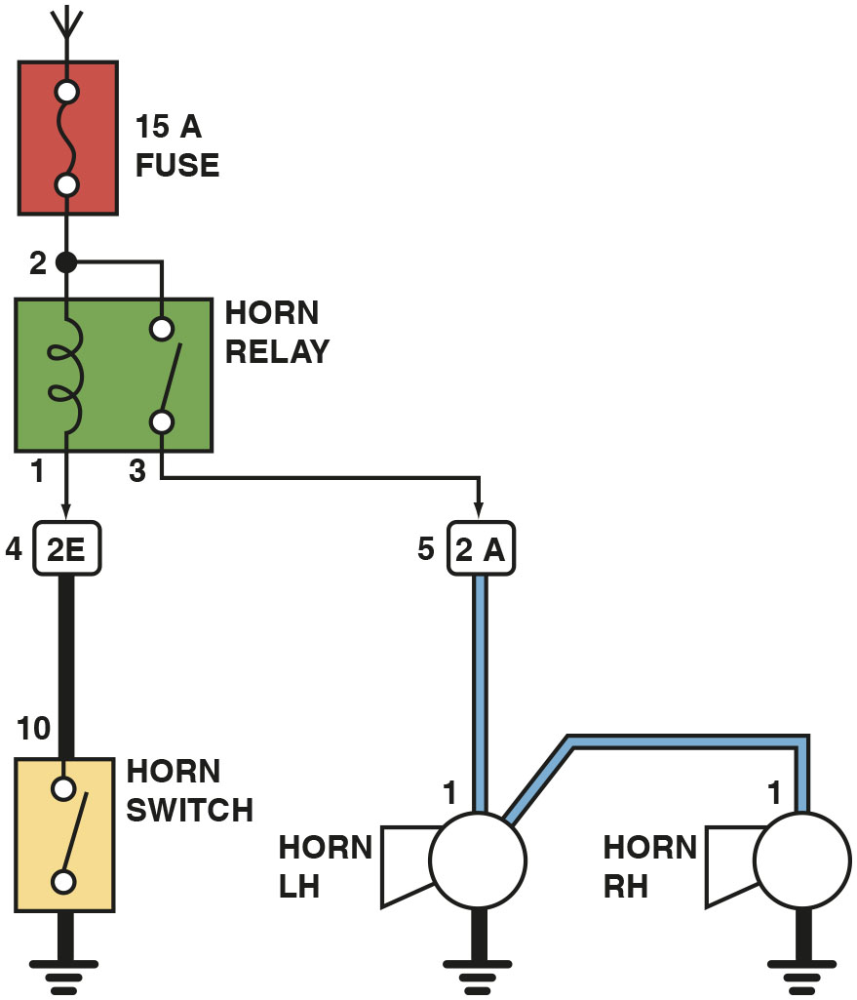 15 A
FUSE
2
HORN
RELAY
1
3
4
2E
5
2 A
10
HORN
SWITCH
1
HORN
LH
1
HORN
RH